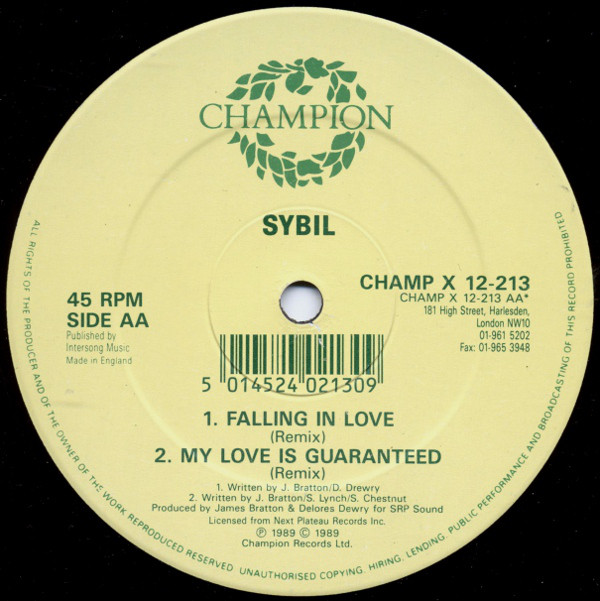 CHAMPION
SYBIL
45 RPM
SIDE AA
Published by
Intersong Music
Made in England
CHAMP X 12-213
CHAMP X 12-213 AA*
181 High Street, Harlesden,
London NW10
01-961 5202
Fax: 01-965 3948
5 014524 021309
1. FALLING IN LOVE
(Remix)
2. MY LOVE IS GUARANTEED
(Remix)
1. Written by J. Bratton/D. Drewry
2. Written by J. Bratton/S. Lynch/S. Chestnut
Produced by James Bratton & Delores Dewry for SRP Sound
Licensed from Next Plateau Records Inc.
℗ 1989 © 1989
Champion Records Ltd.
ALL RIGHTS OF THE PRODUCER AND OF THE OWNER OF THE WORK REPRODUCED RESERVED. UNAUTHORISED COPYING, HIRING, LENDING, PUBLIC PERFORMANCE AND BROADCASTING OF THIS RECORD PROHIBITED